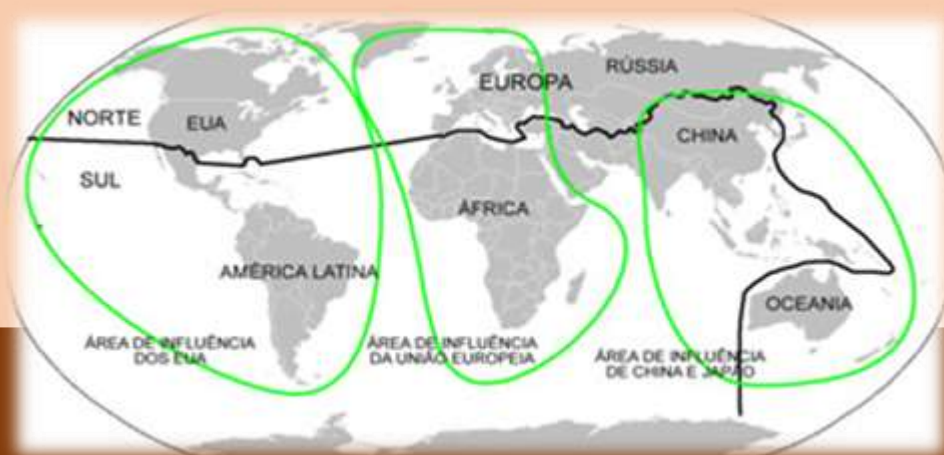 RÚSSIA
EUROPA
NORTE
EUA
CHINA
SUL
ÁFRICA
AMÉRICA LATINA
OCEANIA
ÁREA DE INFLUÊNCIA
DOS EUA
ÁREA DE INFLUÊNCIA
DA UNIÃO EUROPEIA
ÁREA DE INFLUÊNCIA
DE CHINA E JAPÃO